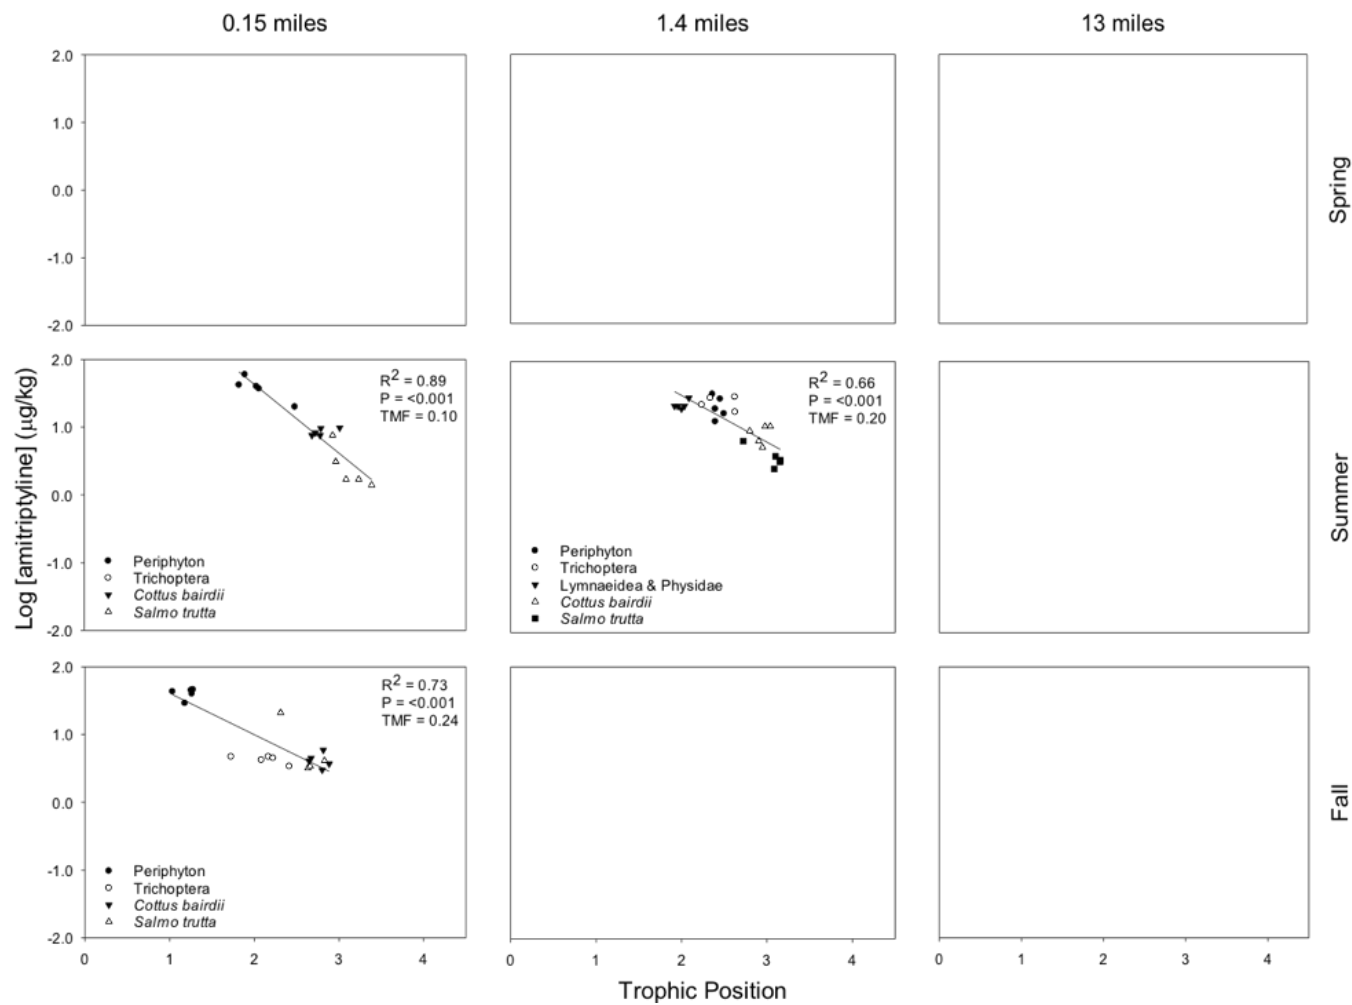 0.15 miles
1.4 miles
13 miles
2.0
1.0
0.0
-1.0
-2.0
Spring
2.0
1.0
0.0
-1.0
-2.0
R2 = 0.89
P = <0.001
TMF = 0.10
Periphyton
Trichoptera
Cottus bairdii
Salmo trutta
R2 = 0.66
P = <0.001
TMF = 0.20
Periphyton
Trichoptera
Lymnaeidea & Physidae
Cottus bairdii
Salmo trutta
Summer
Log [amitriptyline] (µg/kg)
2.0
1.0
0.0
-1.0
-2.0
R2 = 0.73
P = <0.001
TMF = 0.24
Periphyton
Trichoptera
Cottus bairdii
Salmo trutta
Fall
0 1 2 3 4
0 1 2 3 4
0 1 2 3 4
Trophic Position